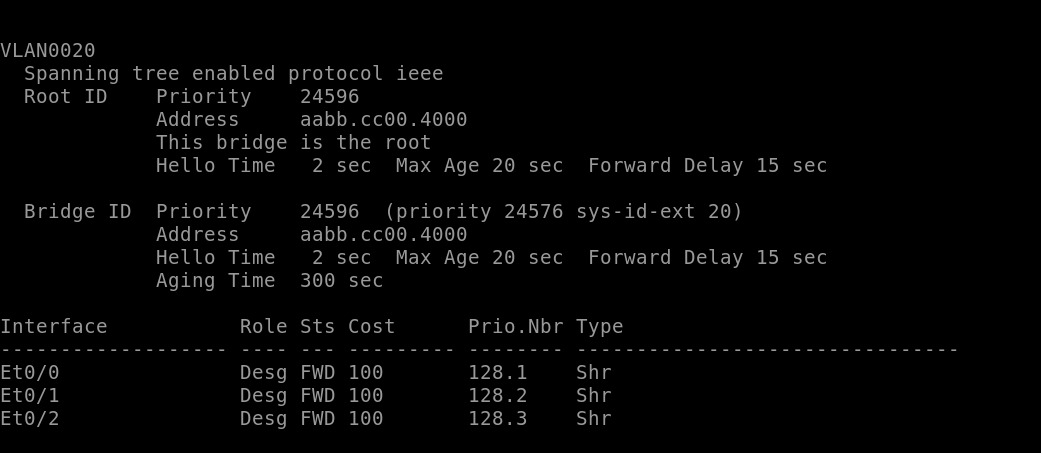 VLAN0020
  Spanning tree enabled protocol ieee
  Root ID    Priority    24596
             Address     aabb.cc00.4000
             This bridge is the root
             Hello Time   2 sec  Max Age 20 sec  Forward Delay 15 sec

  Bridge ID  Priority    24596  (priority 24576 sys-id-ext 20)
             Address     aabb.cc00.4000
             Hello Time   2 sec  Max Age 20 sec  Forward Delay 15 sec
             Aging Time  300 sec

Interface           Role Sts Cost      Prio.Nbr Type
------------------- ---- --- --------- -------- --------------------------------
Et0/0               Desg FWD 100       128.1    Shr
Et0/1               Desg FWD 100       128.2    Shr
Et0/2               Desg FWD 100       128.3    Shr